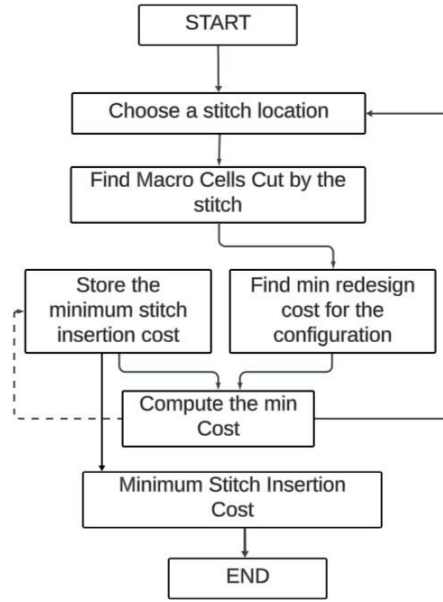 START
Choose a stitch location
Find Macro Cells Cut by the
stitch
Store the
minimum stitch
insertion cost
Find min redesign
cost for the
configuration
Compute the min
Cost
Minimum Stitch Insertion
Cost
END